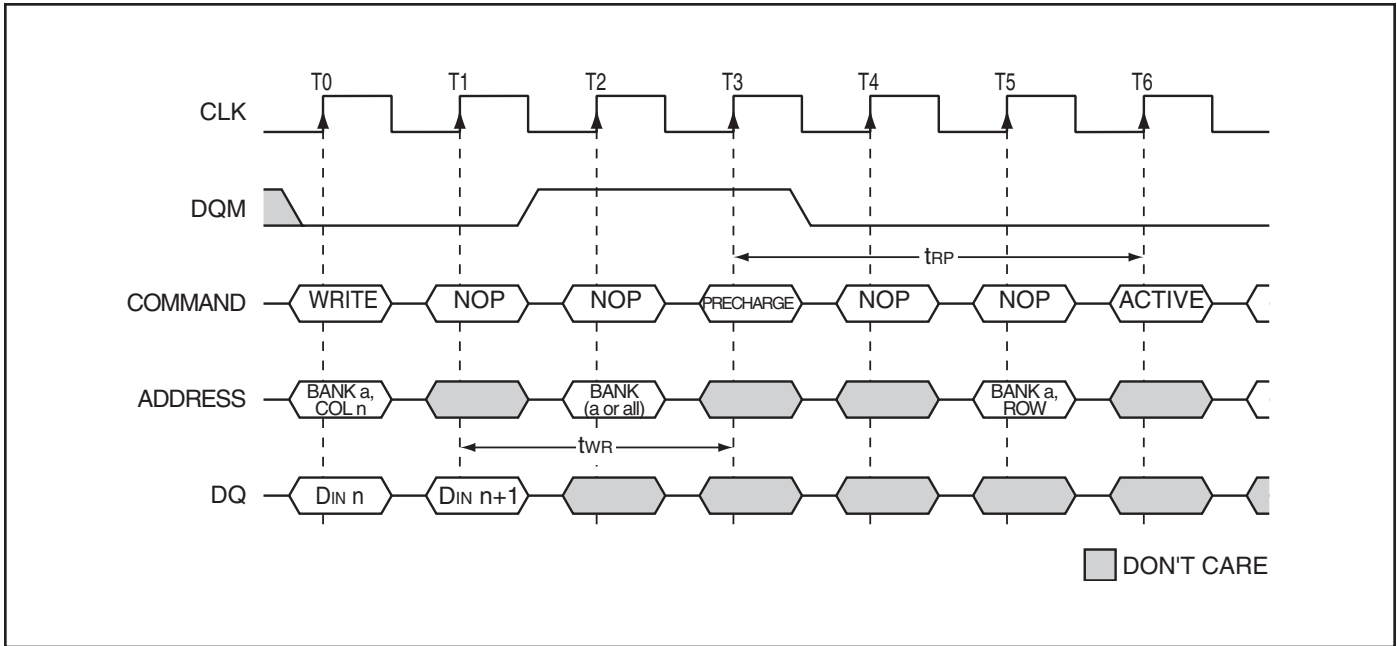 T0 T1 T2 T3 T4 T5 T6
CLK
DQM
tRP
COMMAND WRITE NOP NOP PRECHARGE NOP NOP ACTIVE
ADDRESS BANK a, COL n BANK (a or all) BANK a, ROW
tWR
DQ DIN n DIN n+1
DON'T CARE